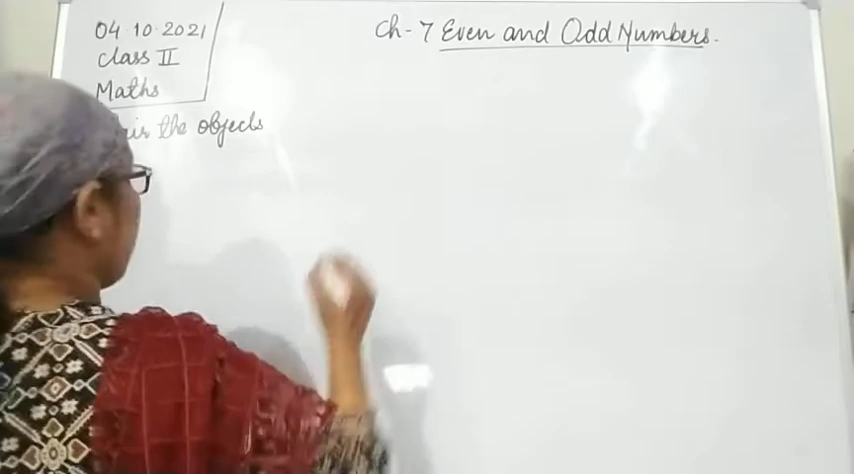 04 10.2021
Class II
Maths
Ch-7 Even and Odd Numbers.
the objects